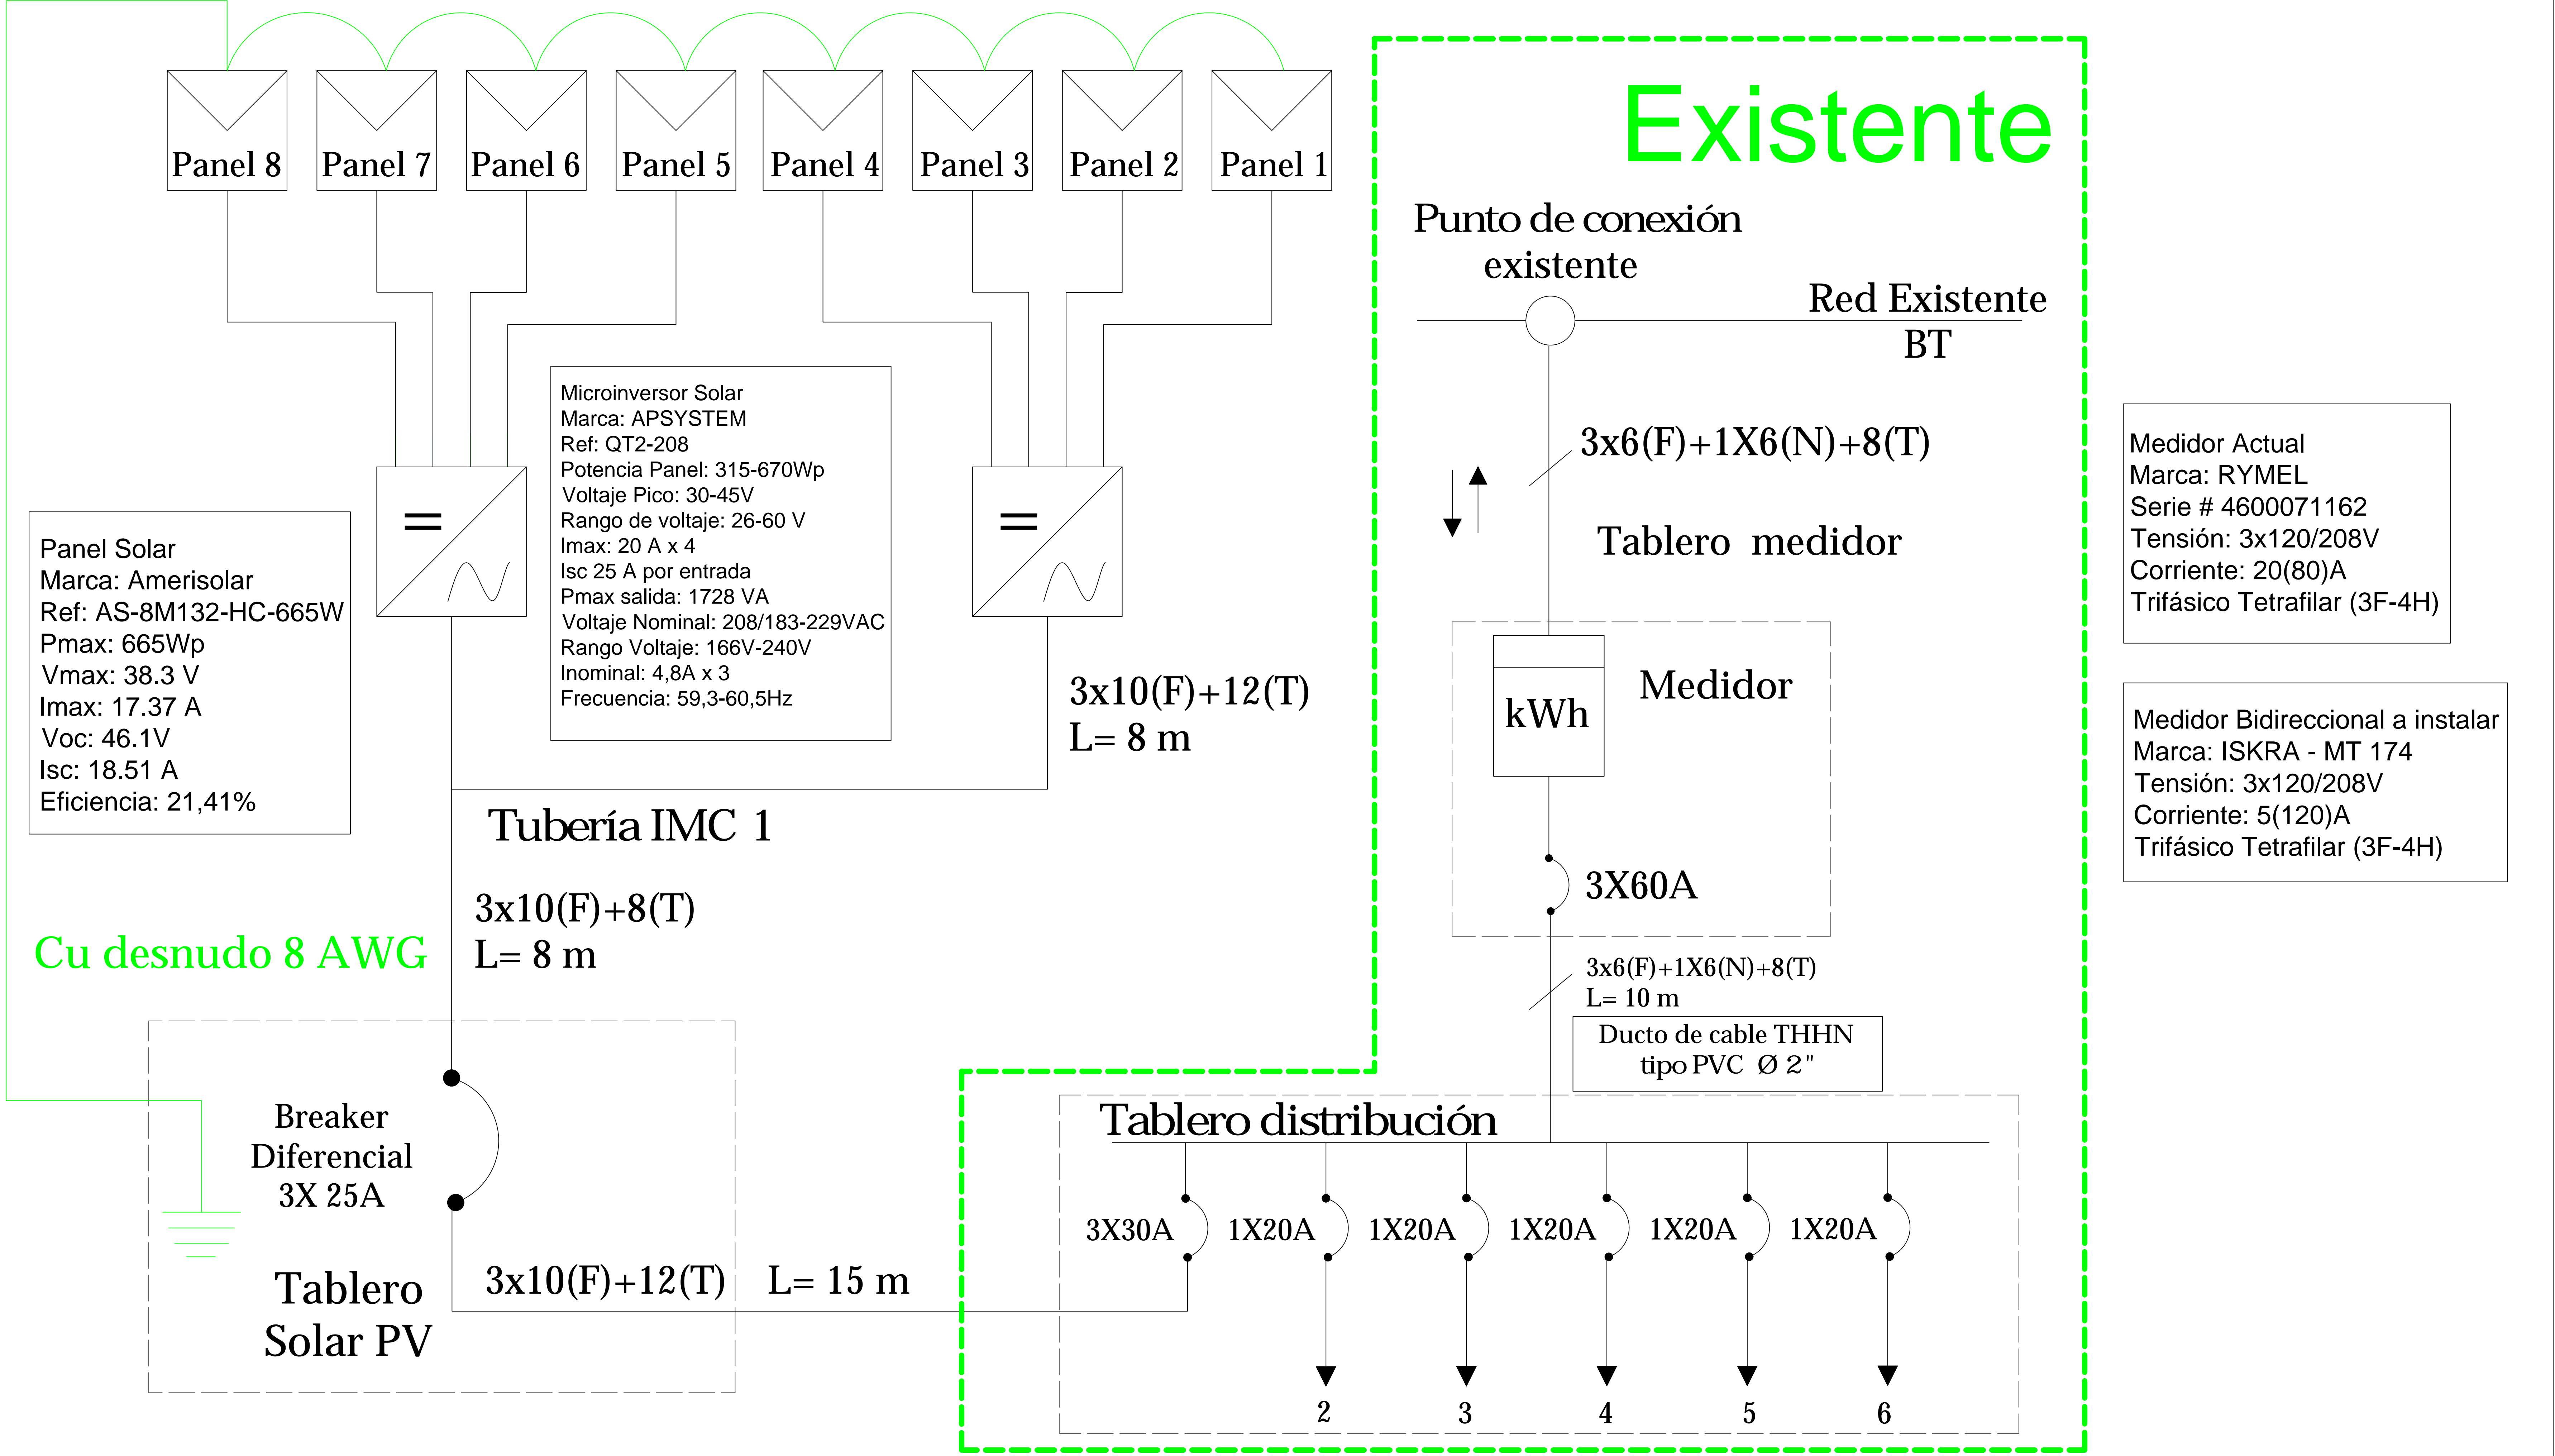 Panel 8
Panel 7
Panel 6
Panel 5
Panel 4
Panel 3
Panel 2
Panel 1
Existente
Punto de conexión
existente
Red Existente
BT
3x6(F)+1X6(N)+8(T)
Tablero medidor
Medidor
kWh
3X60A
3x6(F)+1X6(N)+8(T)
L= 10 m
Ducto de cable THHN
tipo PVC Ø 2"
Microinversor Solar
Marca: APSYSTEM
Ref: QT2-208
Potencia Panel: 315-670Wp
Voltaje Pico: 30-45V
Rango de voltaje: 26-60 V
Imax: 20 A x 4
Isc 25 A por entrada
Pmax salida: 1728 VA
Voltaje Nominal: 208/183-229VAC
Rango Voltaje: 166V-240V
Inominal: 4,8A x 3
Frecuencia: 59,3-60,5Hz
Panel Solar
Marca: Amerisolar
Ref: AS-8M132-HC-665W
Pmax: 665Wp
Vmax: 38.3 V
Imax: 17.37 A
Voc: 46.1V
Isc: 18.51 A
Eficiencia: 21,41%
3x10(F)+12(T)
L= 8 m
Tubería IMC 1
3x10(F)+8(T)
L= 8 m
Cu desnudo 8 AWG
Breaker
Diferencial
3X 25A
Tablero
Solar PV
3x10(F)+12(T) L= 15 m
Tablero distribución
3X30A
1X20A
1X20A
1X20A
1X20A
1X20A
2
3
4
5
6
Medidor Actual
Marca: RYMEL
Serie # 4600071162
Tensión: 3x120/208V
Corriente: 20(80)A
Trifásico Tetrafilar (3F-4H)
Medidor Bidireccional a instalar
Marca: ISKRA - MT 174
Tensión: 3x120/208V
Corriente: 5(120)A
Trifásico Tetrafilar (3F-4H)